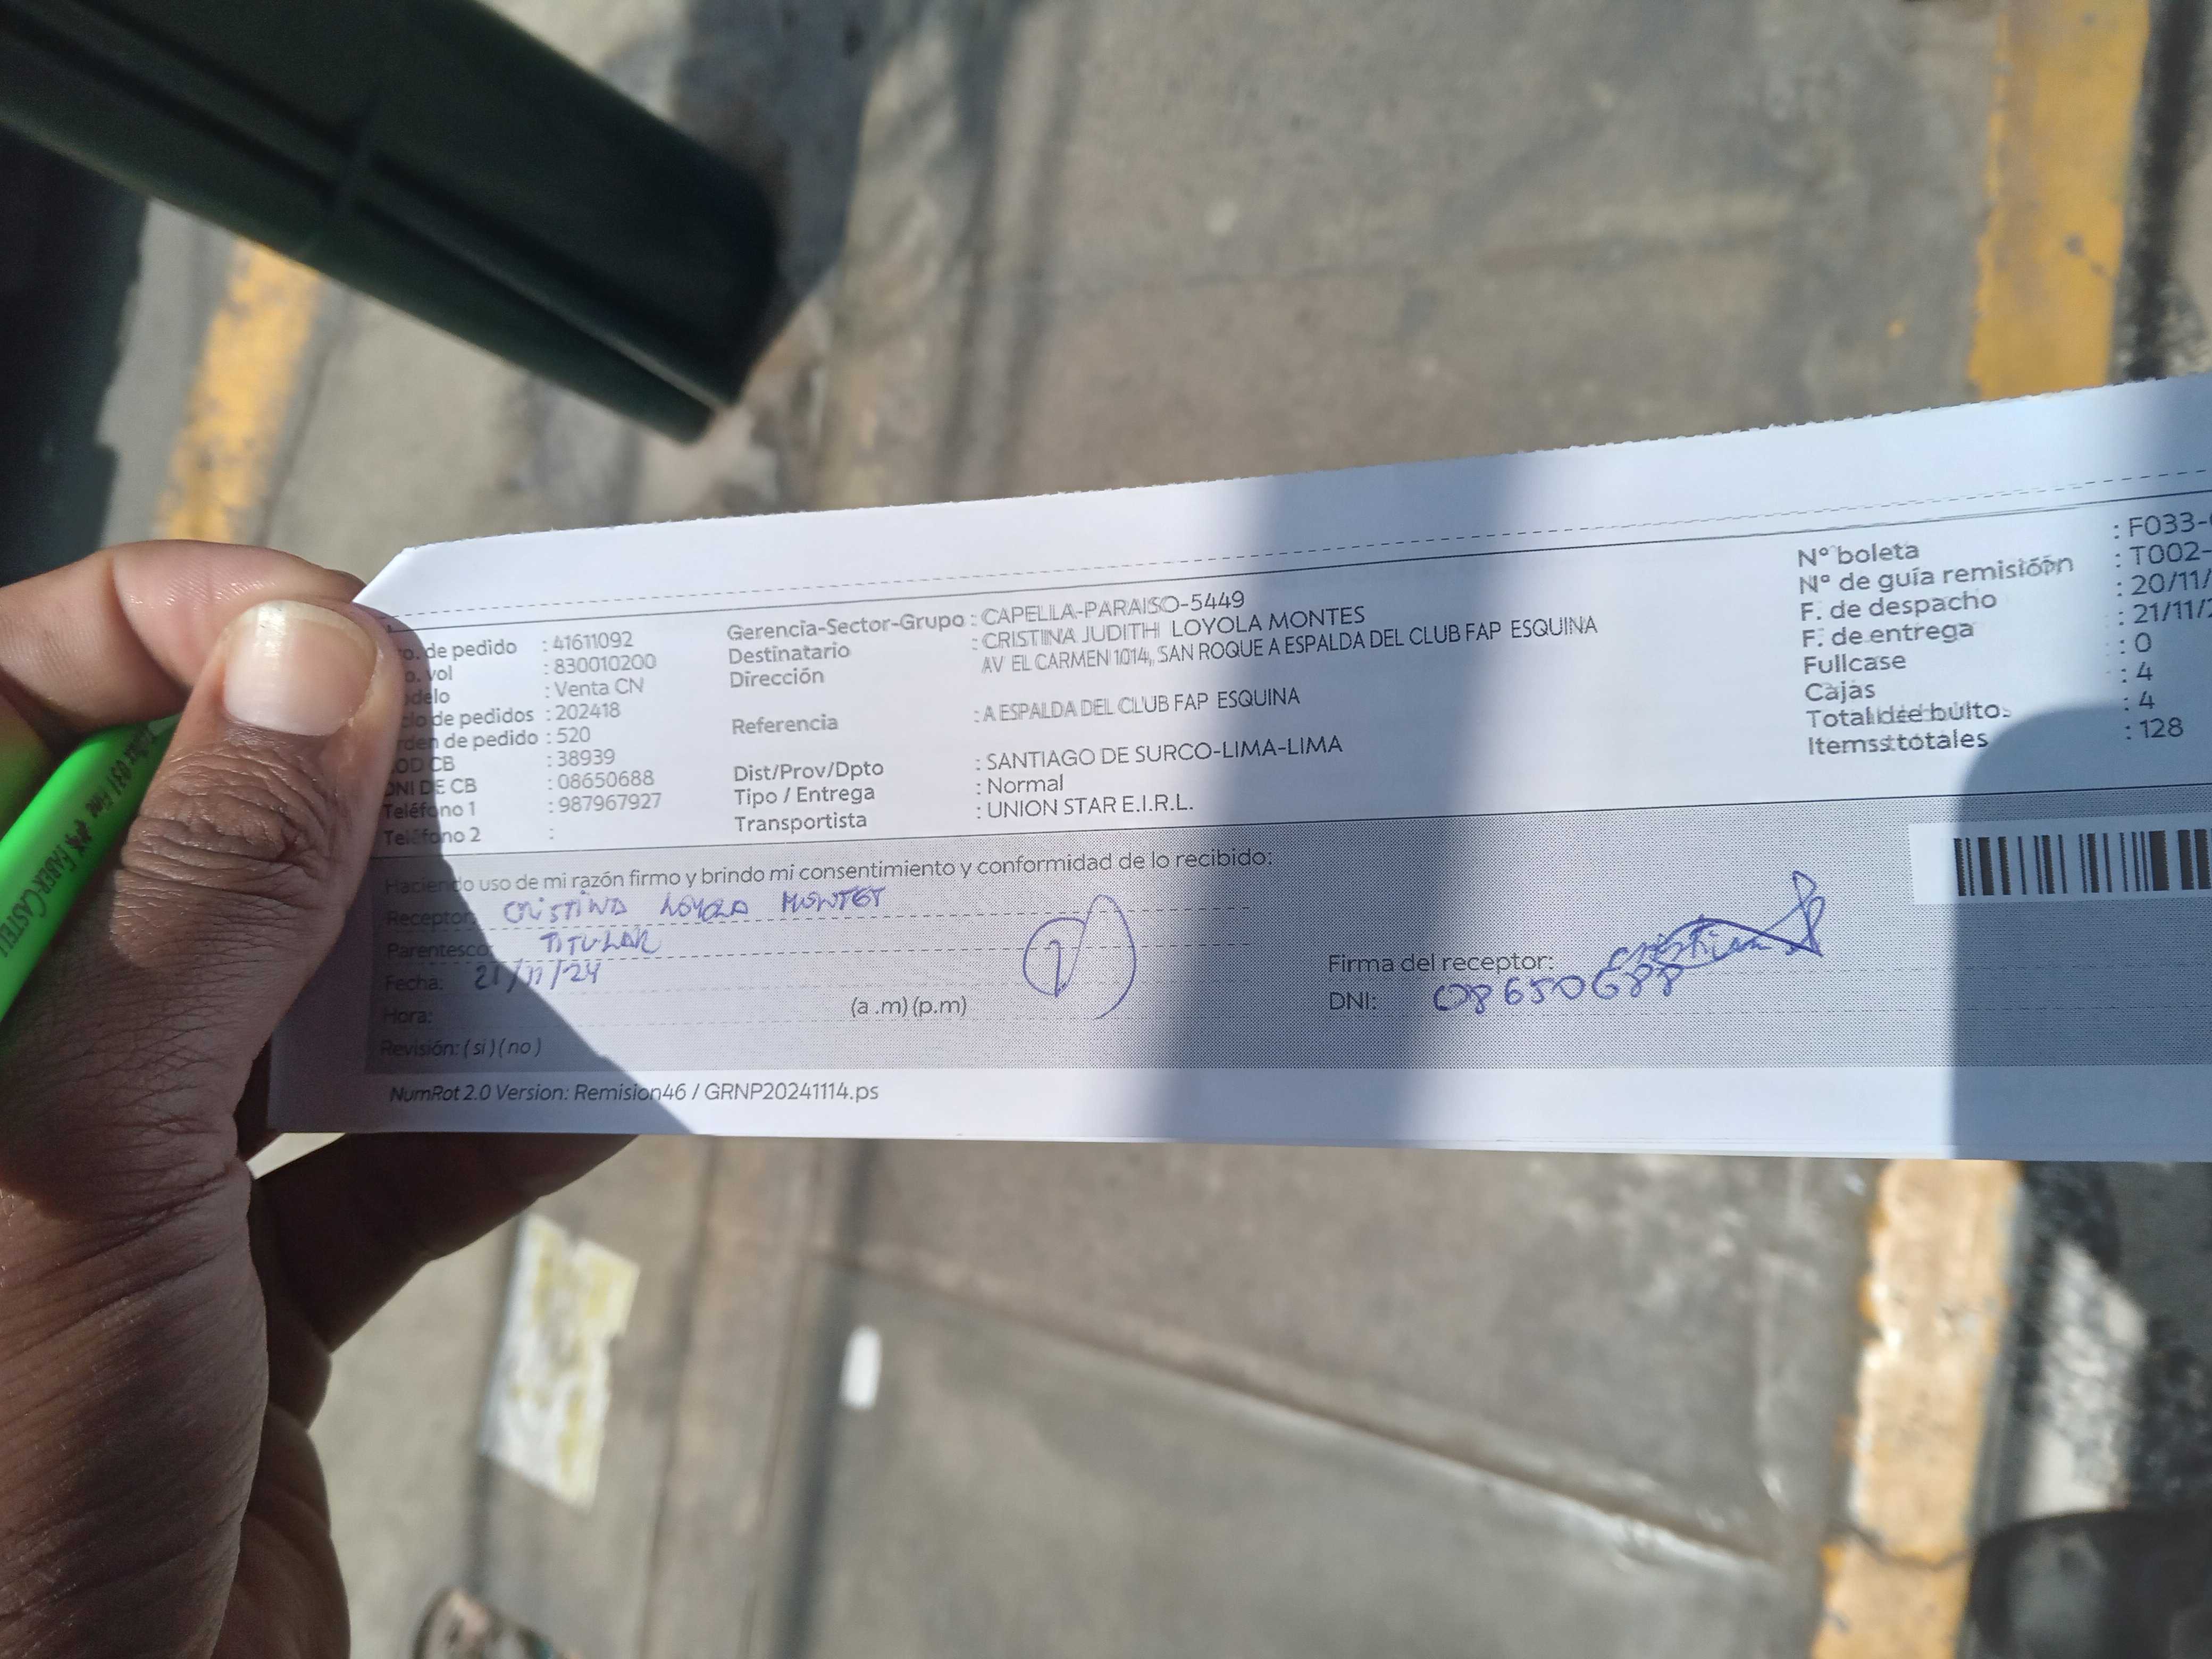 o. de pedido : 41611092
o. vol : 830010200
delo : Venta CN
lo de pedidos : 202418
rden de pedido : 520
OD CB : 38939
DNI DE CB : 08650688
Teléfono 1 : 987967927
Teléfono 2 :
Gerencia-Sector-Grupo : CAPELLA-PARAISO-5449
Destinatario : CRISTINA JUDITH LOYOLA MONTES
Dirección AV EL CARMEN 1014, SAN ROQUE A ESPALDA DEL CLUB FAP ESQUINA
Referencia : A ESPALDA DEL CLUB FAP ESQUINA
Dist/Prov/Dpto : SANTIAGO DE SURCO-LIMA-LIMA
Tipo / Entrega : Normal
Transportista : UNION STAR E.I.R.L.
N° boleta : F033-
N° de guía remisión : T002-
F. de despacho : 20/11/
F. de entrega : 21/11/
Fullcase : 0
Cajas : 4
Total de bulto. : 4
Items totales : 128
Haciendo uso de mi razón firmo y brindo mi consentimiento y conformidad de lo recibido:
Receptor: CRISTINA LOYOLA MONTES
Parentesco: TITULAR
Fecha: 21/11/24
Hora: (a .m) (p.m)
Revisión: ( si ) ( no )
Firma del receptor:
DNI: 08650688
NumRot 2.0 Version: Remision46 / GRNP20241114.ps
FABER-CASTELL